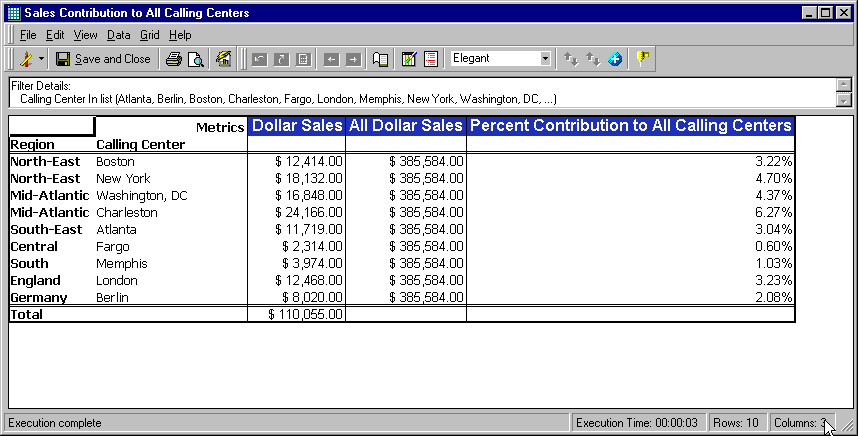 Sales Contribution to All Calling Centers
File Edit View Data Grid Help
Save and Close Elegant
Filter Details:
Calling Center In list (Atlanta, Berlin, Boston, Charleston, Fargo, London, Memphis, New York, Washington, DC, ...)
Metrics Dollar Sales All Dollar Sales Percent Contribution to All Calling Centers
Region Calling Center
North-East Boston $ 12,414.00 $ 385,584.00 3.22%
North-East New York $ 18,132.00 $ 385,584.00 4.70%
Mid-Atlantic Washington, DC $ 16,848.00 $ 385,584.00 4.37%
Mid-Atlantic Charleston $ 24,166.00 $ 385,584.00 6.27%
South-East Atlanta $ 11,719.00 $ 385,584.00 3.04%
Central Fargo $ 2,314.00 $ 385,584.00 0.60%
South Memphis $ 3,974.00 $ 385,584.00 1.03%
England London $ 12,468.00 $ 385,584.00 3.23%
Germany Berlin $ 8,020.00 $ 385,584.00 2.08%
Total $ 110,055.00
Execution complete Execution Time: 00:00:03 Rows: 10 Columns: 3